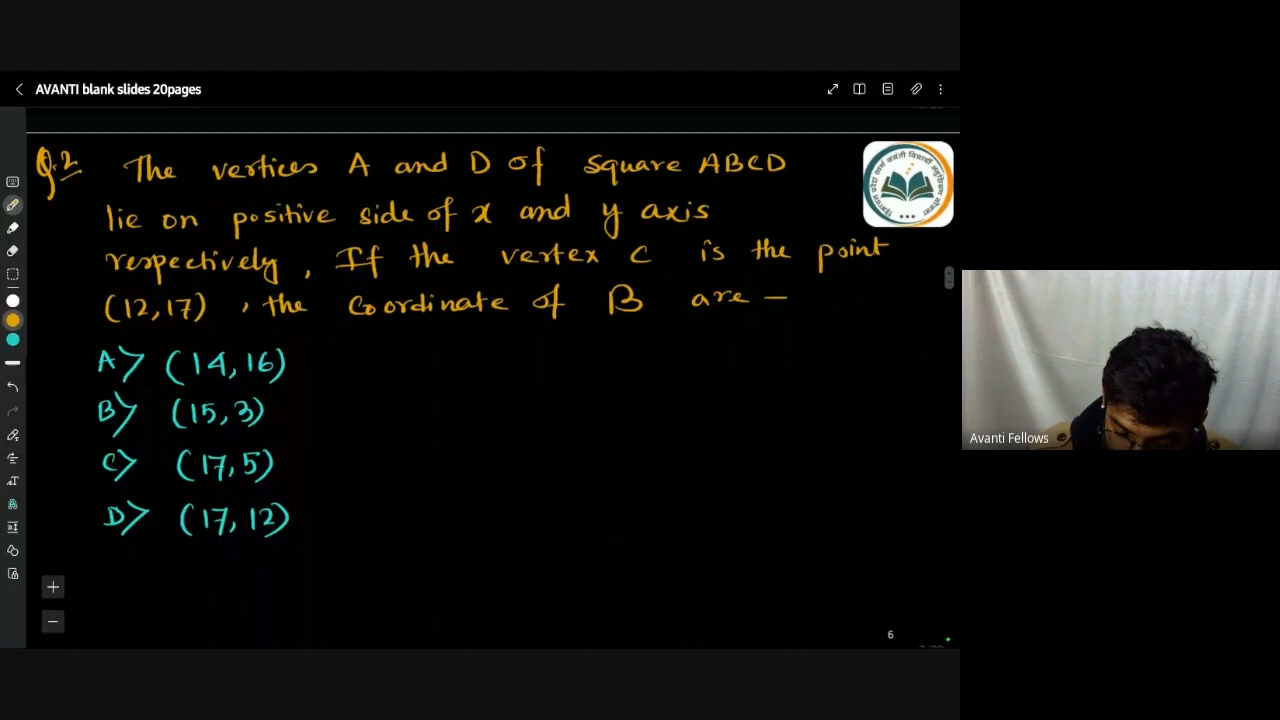 AVANTI blank slides 20pages
Q.2 The vertices A and D of square ABCD
lie on positive side of x and y axis
respectively, If the vertex C is the point
(12,17) , the Coordinate of B are —
A> (14, 16)
B> (15, 3)
C> (17, 5)
D> (17, 12)
6
Avanti Fellows